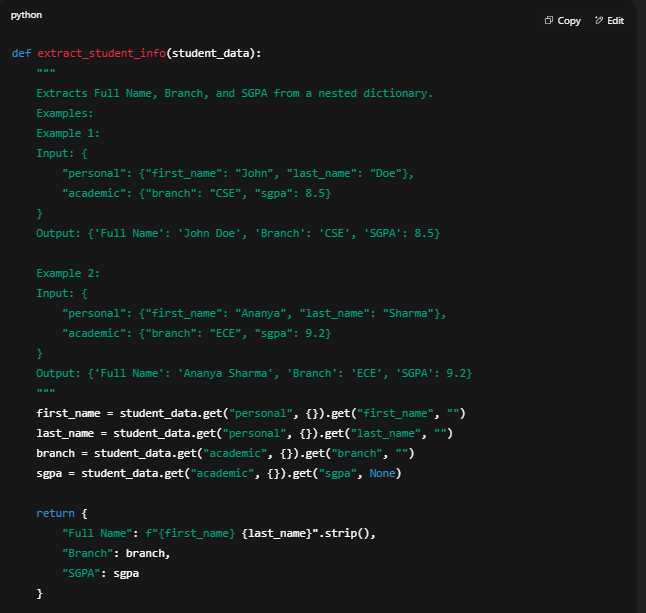 python
Copy Edit
def extract_student_info(student_data):
    """
    Extracts Full Name, Branch, and SGPA from a nested dictionary.
    Examples:
    Example 1:
    Input: {
        "personal": {"first_name": "John", "last_name": "Doe"},
        "academic": {"branch": "CSE", "sgpa": 8.5}
    }
    Output: {'Full Name': 'John Doe', 'Branch': 'CSE', 'SGPA': 8.5}

    Example 2:
    Input: {
        "personal": {"first_name": "Ananya", "last_name": "Sharma"},
        "academic": {"branch": "ECE", "sgpa": 9.2}
    }
    Output: {'Full Name': 'Ananya Sharma', 'Branch': 'ECE', 'SGPA': 9.2}
    """
    first_name = student_data.get("personal", {}).get("first_name", "")
    last_name = student_data.get("personal", {}).get("last_name", "")
    branch = student_data.get("academic", {}).get("branch", "")
    sgpa = student_data.get("academic", {}).get("sgpa", None)

    return {
        "Full Name": f"{first_name} {last_name}".strip(),
        "Branch": branch,
        "SGPA": sgpa
    }